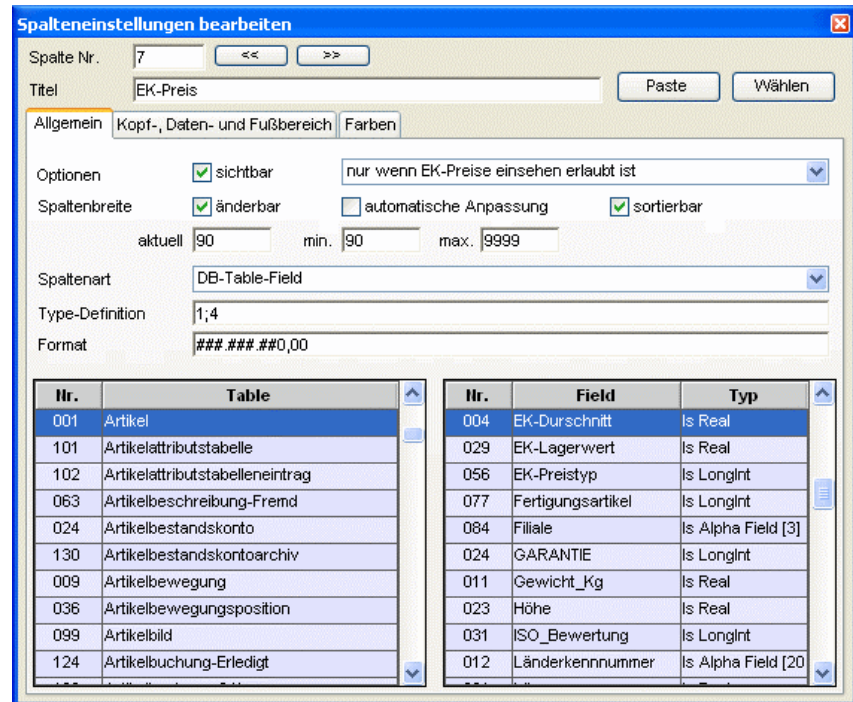 Spalteneinstellungen bearbeiten
Spalte Nr. 7 << >>
Titel EK-Preis Paste Wählen
Allgemein Kopf-, Daten- und Fußbereich Farben
Optionen sichtbar nur wenn EK-Preise einsehen erlaubt ist
Spaltenbreite änderbar automatische Anpassung sortierbar
aktuell 90 min. 90 max. 9999
Spaltenart DB-Table-Field
Type-Definition 1;4
Format ###.###.##0,00
Nr. Table Nr. Field Typ
001 Artikel 004 EK-Durschnitt Is Real
101 Artikelattributstabelle 029 EK-Lagerwert Is Real
102 Artikelattributstabelleneintrag 056 EK-Preistyp Is LongInt
063 Artikelbeschreibung-Fremd 077 Fertigungsartikel Is LongInt
024 Artikelbestandskonto 084 Filiale Is Alpha Field [3]
130 Artikelbestandskontoarchiv 024 GARANTIE Is LongInt
009 Artikelbewegung 011 Gewicht_Kg Is Real
036 Artikelbewegungsposition 023 Höhe Is Real
099 Artikelbild 031 ISO_Bewertung Is LongInt
124 Artikelbuchung-Erledigt 012 Länderkennnummer Is Alpha Field [20